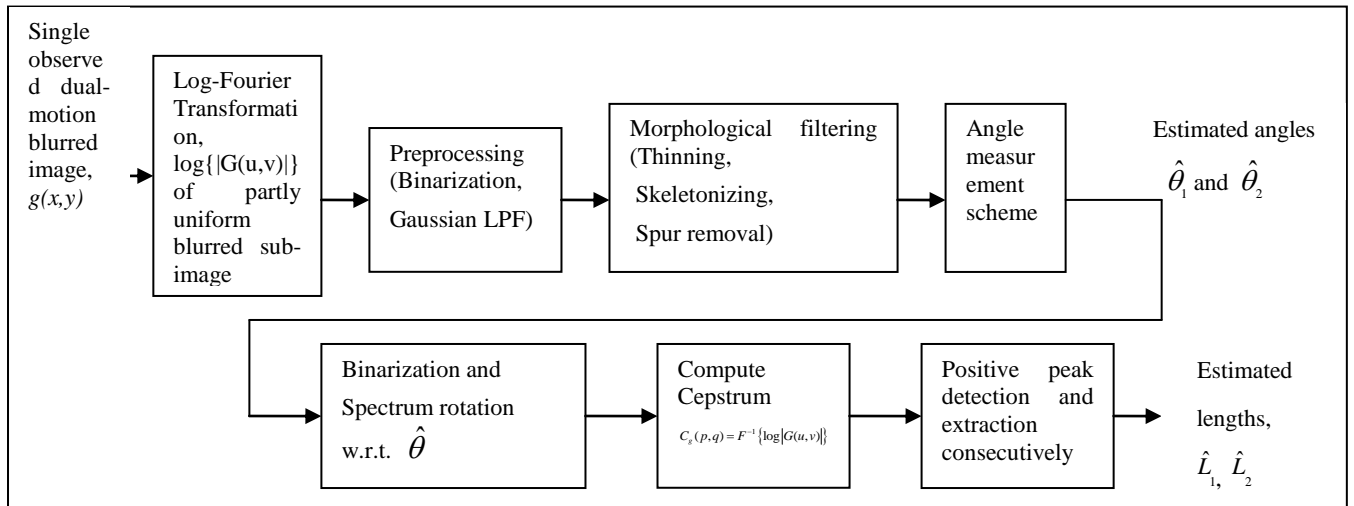 Single
observe
d dual-
motion
blurred
image,
g(x,y)
Log-Fourier
Transformati
on,
log{|G(u,v)|}
of partly
uniform
blurred sub-
image
Preprocessing
(Binarization,
Gaussian LPF)
Morphological filtering
(Thinning,
Skeletonizing,
Spur removal)
Angle
measur
ement
scheme
Estimated angles
θ̂₁ and θ̂₂
Binarization and
Spectrum rotation
w.r.t. θ̂
Compute
Cepstrum
C_g(p,q) = F⁻¹{log|G(u,v)|}
Positive peak
detection and
extraction
consecutively
Estimated
lengths,
L̂₁, L̂₂